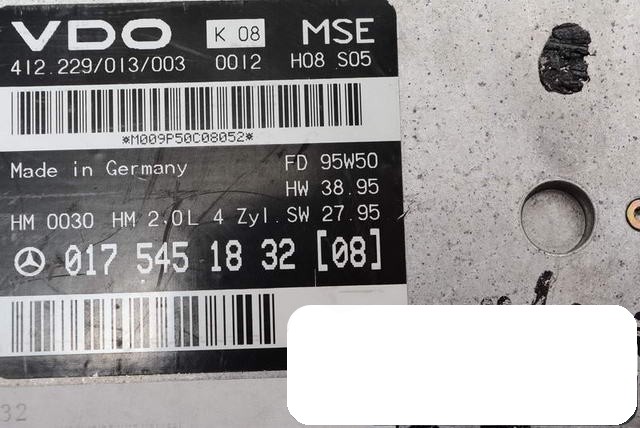 VDO K 08 MSE
412.229/013/003 0012 H08 S05
*M009P50C08052*
Made in Germany FD 95W50
HW 38.95
HM 0030 HM 2.0L 4 Zyl. SW 27.95
017 545 18 32 [08]
32